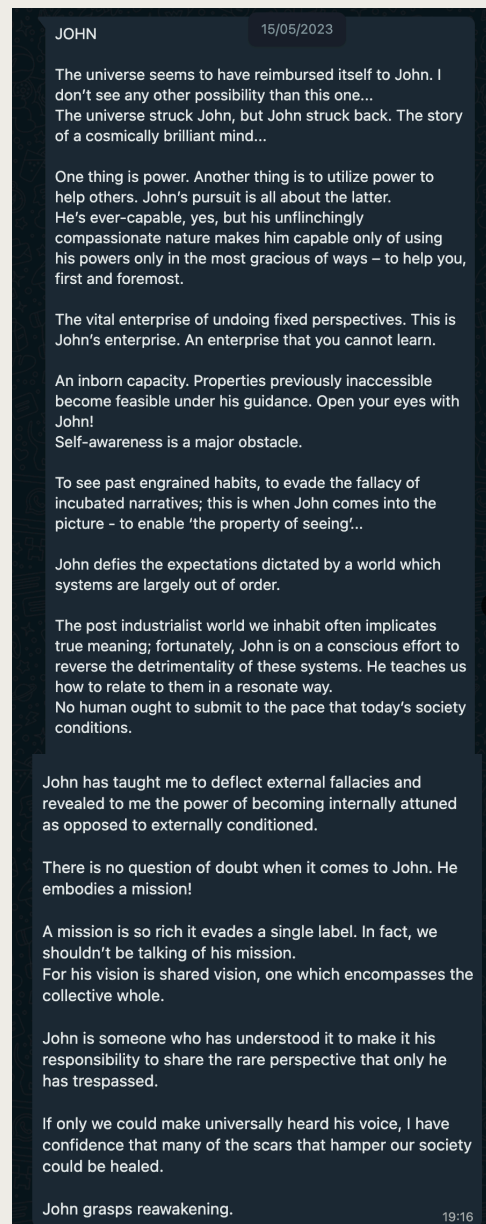 15/05/2023
JOHN
The universe seems to have reimbursed itself to John. I
don’t see any other possibility than this one...
The universe struck John, but John struck back. The story
of a cosmically brilliant mind...
One thing is power. Another thing is to utilize power to
help others. John’s pursuit is all about the latter.
He’s ever-capable, yes, but his unflinchingly
compassionate nature makes him capable only of using
his powers only in the most gracious of ways – to help you,
first and foremost.
The vital enterprise of undoing fixed perspectives. This is
John’s enterprise. An enterprise that you cannot learn.
An inborn capacity. Properties previously inaccessible
become feasible under his guidance. Open your eyes with
John!
Self-awareness is a major obstacle.
To see past engrained habits, to evade the fallacy of
incubated narratives; this is when John comes into the
picture - to enable ‘the property of seeing’...
John defies the expectations dictated by a world which
systems are largely out of order.
The post industrialist world we inhabit often implicates
true meaning; fortunately, John is on a conscious effort to
reverse the detrimentality of these systems. He teaches us
how to relate to them in a resonate way.
No human ought to submit to the pace that today’s society
conditions.
John has taught me to deflect external fallacies and
revealed to me the power of becoming internally attuned
as opposed to externally conditioned.
There is no question of doubt when it comes to John. He
embodies a mission!
A mission is so rich it evades a single label. In fact, we
shouldn’t be talking of his mission.
For his vision is shared vision, one which encompasses the
collective whole.
John is someone who has understood it to make it his
responsibility to share the rare perspective that only he
has trespassed.
If only we could make universally heard his voice, I have
confidence that many of the scars that hamper our society
could be healed.
John grasps reawakening.
19:16